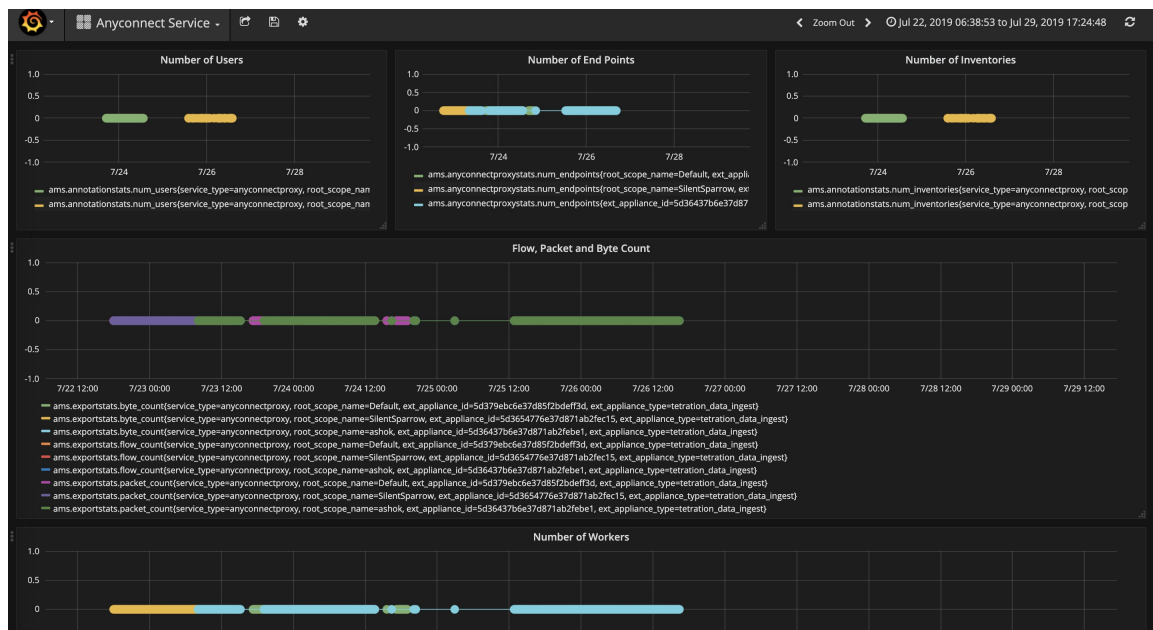 Anyconnect Service
Zoom Out
Jul 22, 2019 06:38:53 to Jul 29, 2019 17:24:48
Number of Users
1.0
0.5
0
-0.5
-1.0
7/24 7/26 7/28
ams.annotationstats.num_users{service_type=anyconnectproxy, root_scope_nam
ams.annotationstats.num_users{service_type=anyconnectproxy, root_scope_nam
Number of End Points
1.0
0.5
0
-0.5
-1.0
7/24 7/26 7/28
ams.anyconnectproxystats.num_endpoints{root_scope_name=Default, ext_applia
ams.anyconnectproxystats.num_endpoints{root_scope_name=SilentSparrow, ext
ams.anyconnectproxystats.num_endpoints{ext_appliance_id=5d36437b6e37d87
Number of Inventories
1.0
0.5
0
-0.5
-1.0
7/24 7/26 7/28
ams.annotationstats.num_inventories{service_type=anyconnectproxy, root_scop
ams.annotationstats.num_inventories{service_type=anyconnectproxy, root_scop
Flow, Packet and Byte Count
1.0
0.5
0
-0.5
-1.0
7/22 12:00 7/23 00:00 7/23 12:00 7/24 00:00 7/24 12:00 7/25 00:00 7/25 12:00 7/26 00:00 7/26 12:00 7/27 00:00 7/27 12:00 7/28 00:00 7/28 12:00 7/29 00:00 7/29 12:00
ams.exportstats.byte_count{service_type=anyconnectproxy, root_scope_name=Default, ext_appliance_id=5d379ebc6e37d85f2bdeff3d, ext_appliance_type=tetration_data_ingest}
ams.exportstats.byte_count{service_type=anyconnectproxy, root_scope_name=SilentSparrow, ext_appliance_id=5d3654776e37d871ab2fec15, ext_appliance_type=tetration_data_ingest}
ams.exportstats.byte_count{service_type=anyconnectproxy, root_scope_name=ashok, ext_appliance_id=5d36437b6e37d871ab2febe1, ext_appliance_type=tetration_data_ingest}
ams.exportstats.flow_count{service_type=anyconnectproxy, root_scope_name=Default, ext_appliance_id=5d379ebc6e37d85f2bdeff3d, ext_appliance_type=tetration_data_ingest}
ams.exportstats.flow_count{service_type=anyconnectproxy, root_scope_name=SilentSparrow, ext_appliance_id=5d3654776e37d871ab2fec15, ext_appliance_type=tetration_data_ingest}
ams.exportstats.flow_count{service_type=anyconnectproxy, root_scope_name=ashok, ext_appliance_id=5d36437b6e37d871ab2febe1, ext_appliance_type=tetration_data_ingest}
ams.exportstats.packet_count{service_type=anyconnectproxy, root_scope_name=Default, ext_appliance_id=5d379ebc6e37d85f2bdeff3d, ext_appliance_type=tetration_data_ingest}
ams.exportstats.packet_count{service_type=anyconnectproxy, root_scope_name=SilentSparrow, ext_appliance_id=5d3654776e37d871ab2fec15, ext_appliance_type=tetration_data_ingest}
ams.exportstats.packet_count{service_type=anyconnectproxy, root_scope_name=ashok, ext_appliance_id=5d36437b6e37d871ab2febe1, ext_appliance_type=tetration_data_ingest}
Number of Workers
1.0
0.5
0